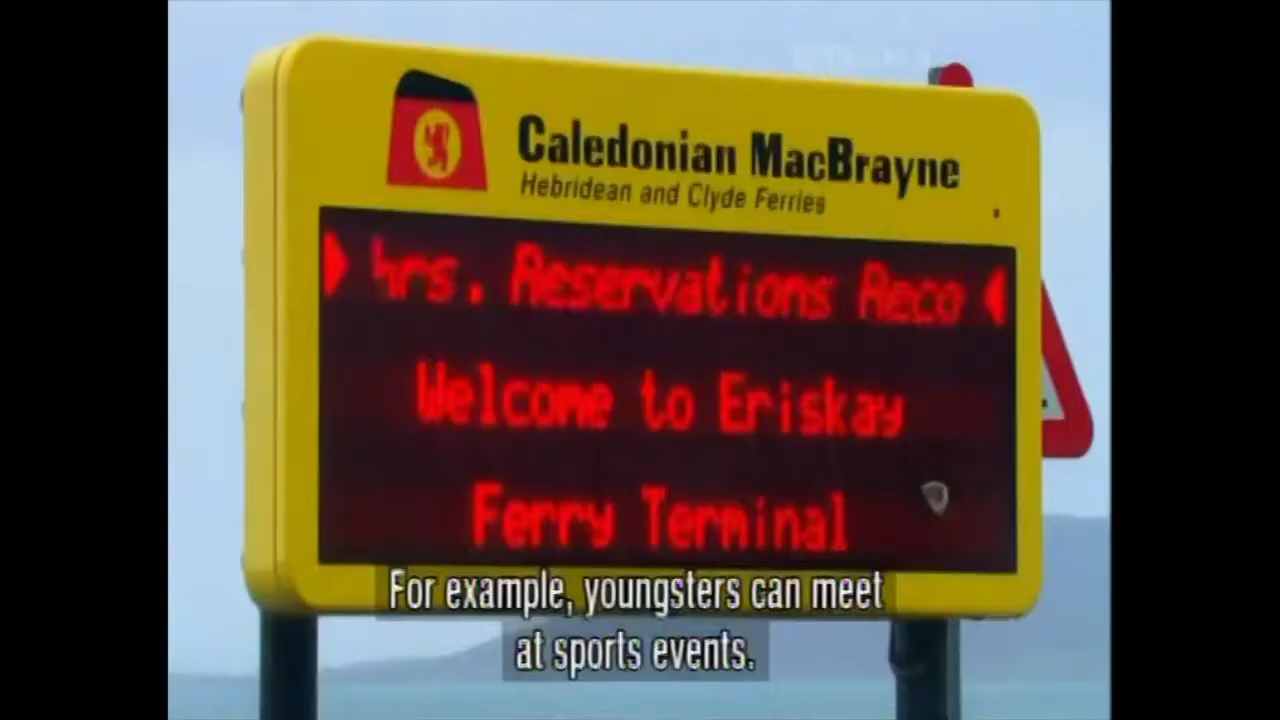 Caledonian MacBrayne
Hebridean and Clyde Ferries
hrs. Reservations Reco
Welcome to Eriskay
Ferry Terminal
For example, youngsters can meet
at sports events.